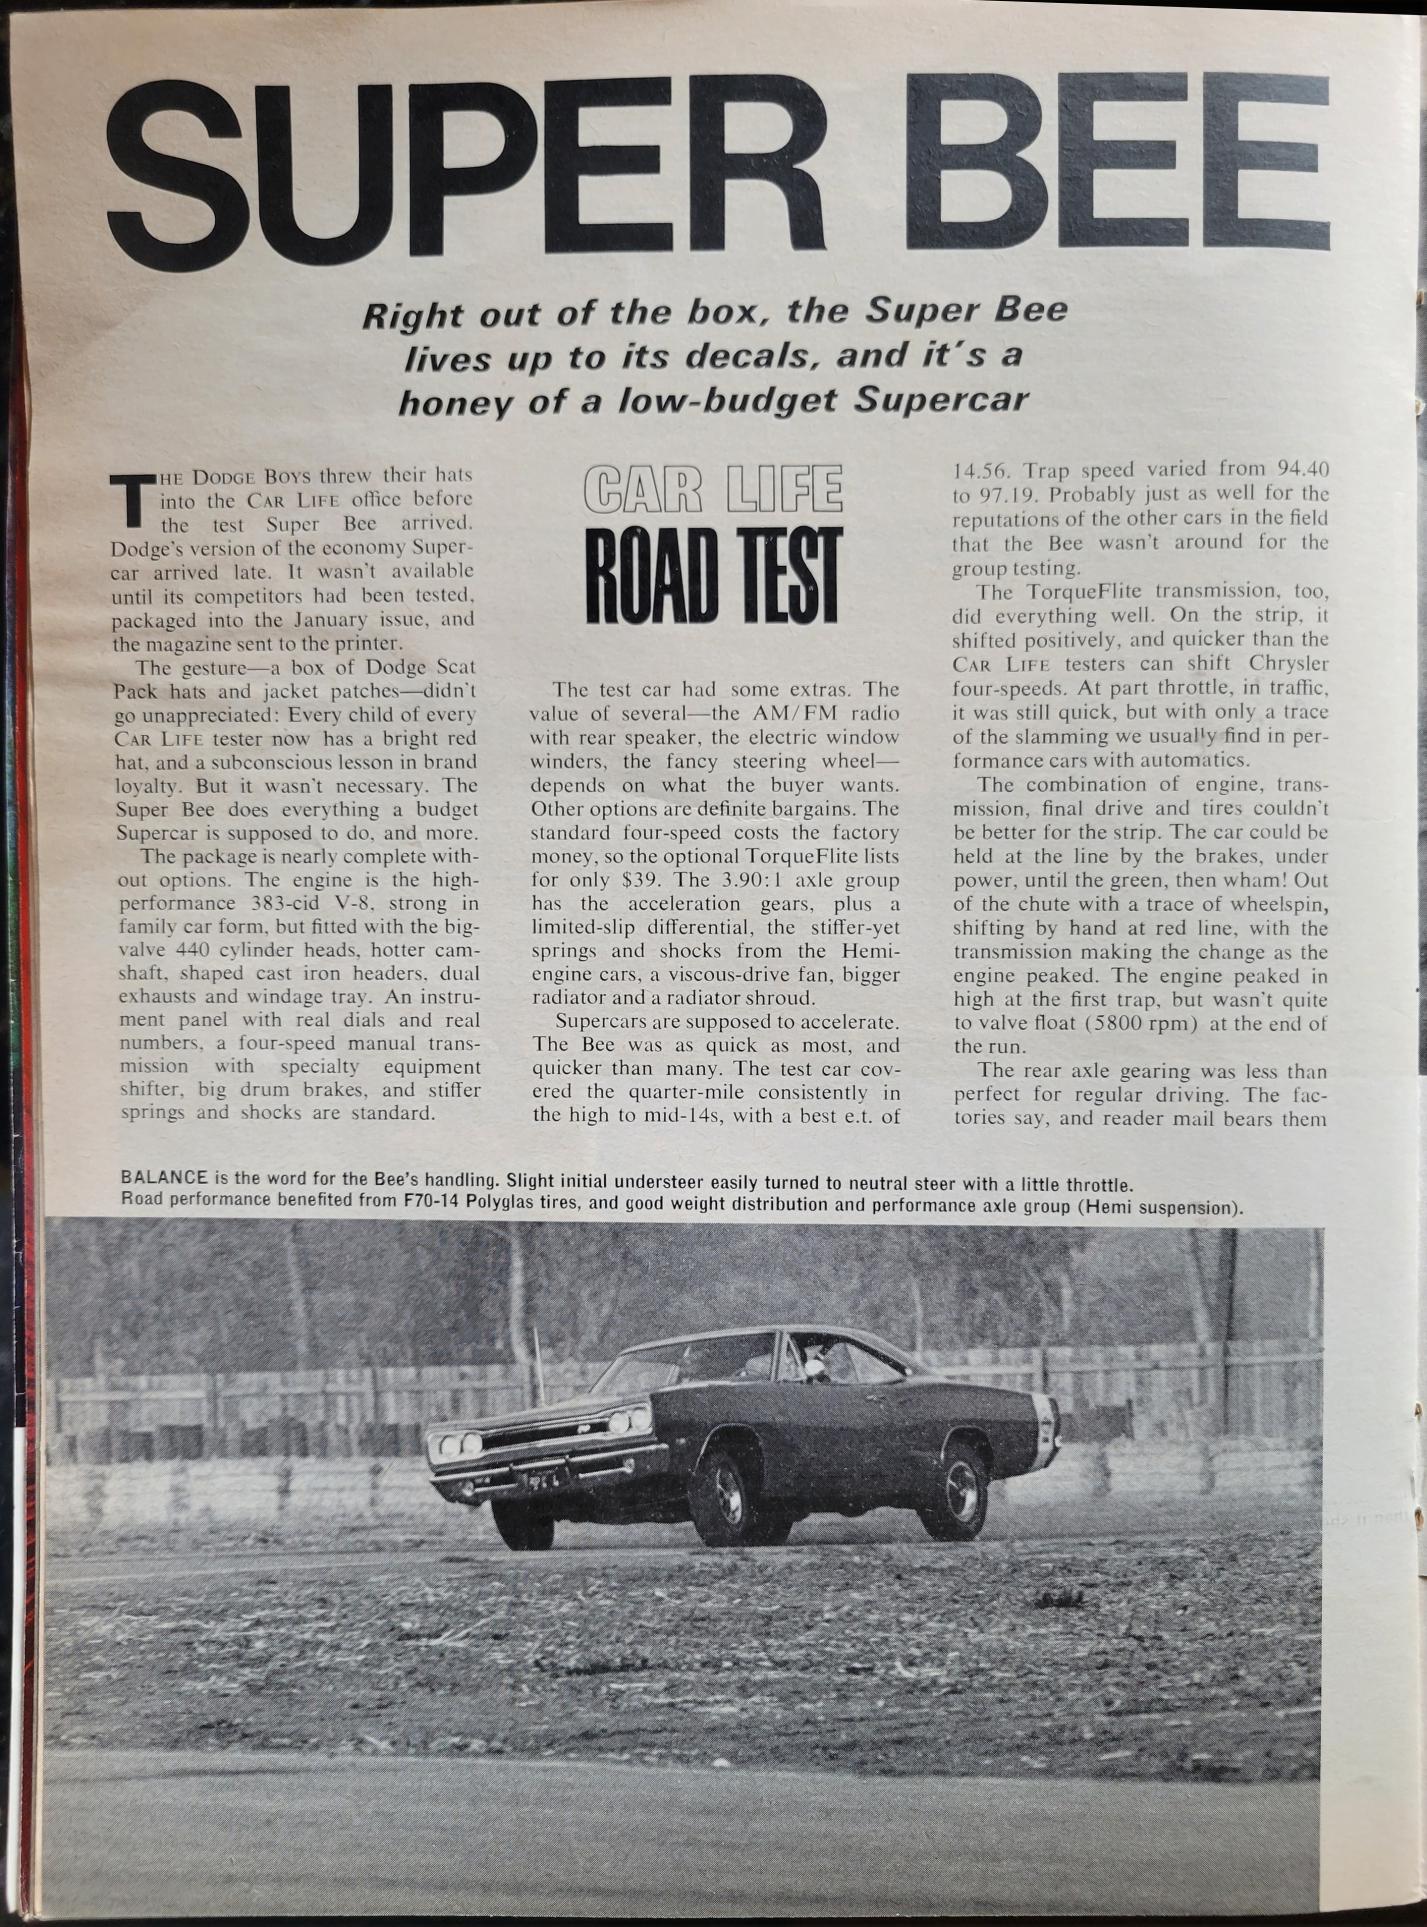 SUPER BEE
Right out of the box, the Super Bee
lives up to its decals, and it's a
honey of a low-budget Supercar
THE DODGE BOYS threw their hats
into the CAR LIFE office before
the test Super Bee arrived.
Dodge's version of the economy Super-
car arrived late. It wasn't available
until its competitors had been tested,
packaged into the January issue, and
the magazine sent to the printer.
The gesture—a box of Dodge Scat
Pack hats and jacket patches—didn't
go unappreciated: Every child of every
CAR LIFE tester now has a bright red
hat, and a subconscious lesson in brand
loyalty. But it wasn't necessary. The
Super Bee does everything a budget
Supercar is supposed to do, and more.
The package is nearly complete with-
out options. The engine is the high-
performance 383-cid V-8, strong in
family car form, but fitted with the big-
valve 440 cylinder heads, hotter cam-
shaft, shaped cast iron headers, dual
exhausts and windage tray. An instru-
ment panel with real dials and real
numbers, a four-speed manual trans-
mission with specialty equipment
shifter, big drum brakes, and stiffer
springs and shocks are standard.
CAR LIFE
ROAD TEST
The test car had some extras. The
value of several—the AM/FM radio
with rear speaker, the electric window
winders, the fancy steering wheel—
depends on what the buyer wants.
Other options are definite bargains. The
standard four-speed costs the factory
money, so the optional TorqueFlite lists
for only $39. The 3.90:1 axle group
has the acceleration gears, plus a
limited-slip differential, the stiffer-yet
springs and shocks from the Hemi-
engine cars, a viscous-drive fan, bigger
radiator and a radiator shroud.
Supercars are supposed to accelerate.
The Bee was as quick as most, and
quicker than many. The test car cov-
ered the quarter-mile consistently in
the high to mid-14s, with a best e.t. of
14.56. Trap speed varied from 94.40
to 97.19. Probably just as well for the
reputations of the other cars in the field
that the Bee wasn't around for the
group testing.
The TorqueFlite transmission, too,
did everything well. On the strip, it
shifted positively, and quicker than the
CAR LIFE testers can shift Chrysler
four-speeds. At part throttle, in traffic,
it was still quick, but with only a trace
of the slamming we usually find in per-
formance cars with automatics.
The combination of engine, trans-
mission, final drive and tires couldn't
be better for the strip. The car could be
held at the line by the brakes, under
power, until the green, then wham! Out
of the chute with a trace of wheelspin,
shifting by hand at red line, with the
transmission making the change as the
engine peaked. The engine peaked in
high at the first trap, but wasn't quite
to valve float (5800 rpm) at the end of
the run.
The rear axle gearing was less than
perfect for regular driving. The fac-
tories say, and reader mail bears them
BALANCE is the word for the Bee's handling. Slight initial understeer easily turned to neutral steer with a little throttle.
Road performance benefited from F70-14 Polyglas tires, and good weight distribution and performance axle group (Hemi suspension).